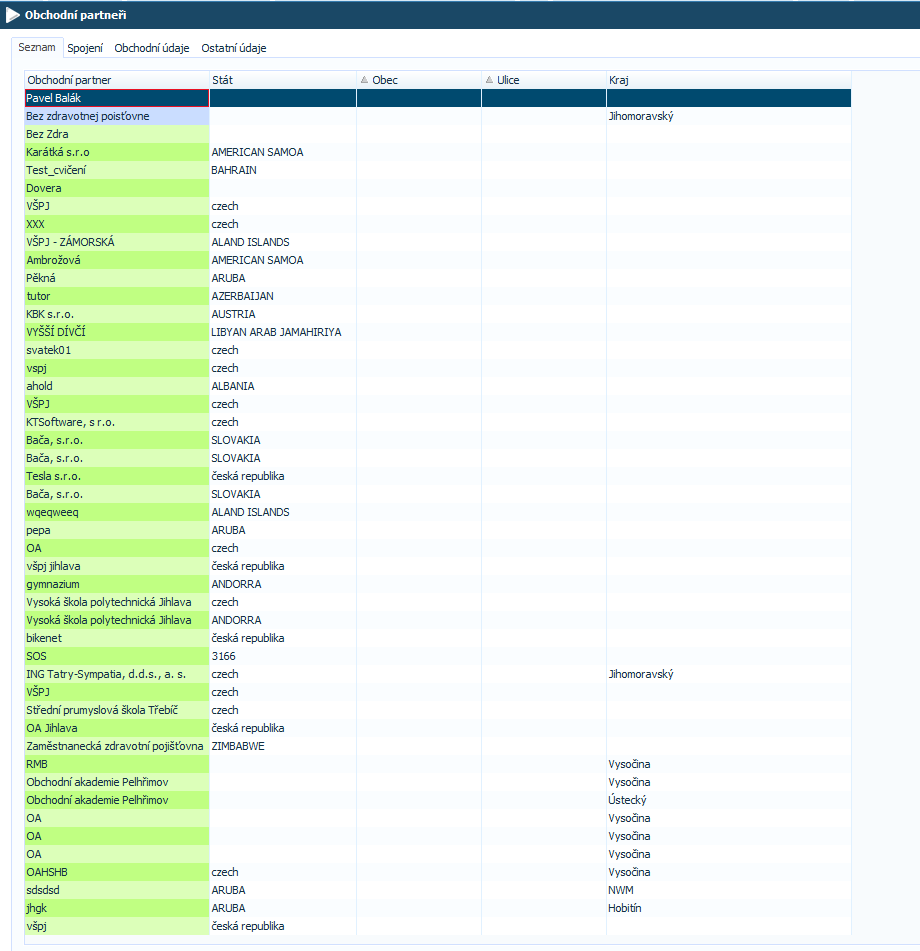 Obchodní partneři
Seznam Spojení Obchodní údaje Ostatní údaje
Obchodní partner Stát Obec Ulice Kraj
Pavel Balák
Bez zdravotnej poisťovne Jihomoravský
Bez Zdra
Karátká s.r.o AMERICAN SAMOA
Test_cvičení BAHRAIN
Dovera
VŠPJ czech
XXX czech
VŠPJ - ZÁMORSKÁ ALAND ISLANDS
Ambrožová AMERICAN SAMOA
Pěkná ARUBA
tutor AZERBAIJAN
KBK s.r.o. AUSTRIA
VYŠŠÍ DÍVČÍ LIBYAN ARAB JAMAHIRIYA
svatek01 czech
vspj czech
ahold ALBANIA
VŠPJ czech
KTSoftware, s r.o. czech
Bača, s.r.o. SLOVAKIA
Bača, s.r.o. SLOVAKIA
Tesla s.r.o. česká republika
Bača, s.r.o. SLOVAKIA
wqeqweeq ALAND ISLANDS
pepa ARUBA
OA czech
všpj jihlava česká republika
gymnazium ANDORRA
Vysoká škola polytechnická Jihlava czech
Vysoká škola polytechnická Jihlava ANDORRA
bikenet česká republika
SOS 3166
ING Tatry-Sympatia, d.d.s., a. s. czech Jihomoravský
VŠPJ czech
Střední prumyslová škola Třebíč czech
OA Jihlava česká republika
Zaměstnanecká zdravotní pojišťovna ZIMBABWE
RMB Vysočina
Obchodní akademie Pelhřimov Vysočina
Obchodní akademie Pelhřimov Ústecký
OA Vysočina
OA Vysočina
OA Vysočina
OAHSHB czech Vysočina
sdsdsd ARUBA NWM
jhgk ARUBA Hobitín
všpj česká republika